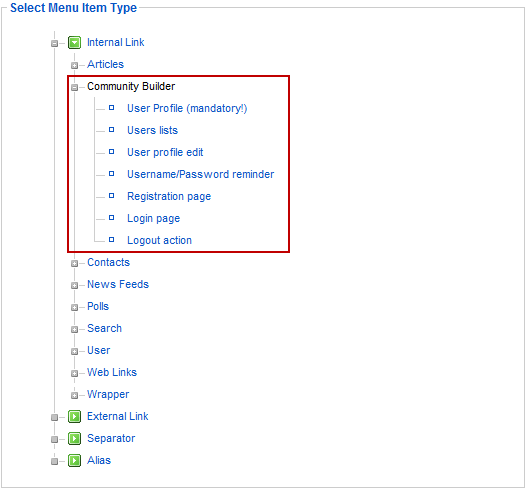 Select Menu Item Type
Internal Link
Articles
Community Builder
User Profile (mandatory!)
Users lists
User profile edit
Username/Password reminder
Registration page
Login page
Logout action
Contacts
News Feeds
Polls
Search
User
Web Links
Wrapper
External Link
Separator
Alias